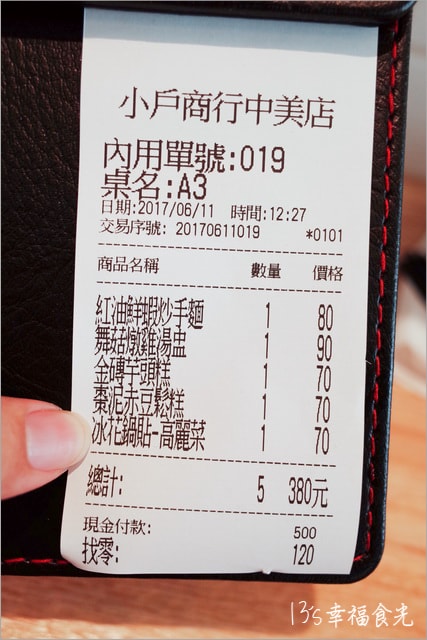 小戶商行中美店
內用單號:019
桌名:A3
日期:2017/06/11 時間:12:27
交易序號: 20170611019 *0101
商品名稱 數量 價格
紅油鮮蝦炒手麵 1 80
舞菇燉雞湯盅 1 90
金磚芋頭糕 1 70
棗泥赤豆鬆糕 1 70
冰花鍋貼-高麗菜 1 70
總計: 5 380元
現金付款: 500
找零: 120
13's幸福食光